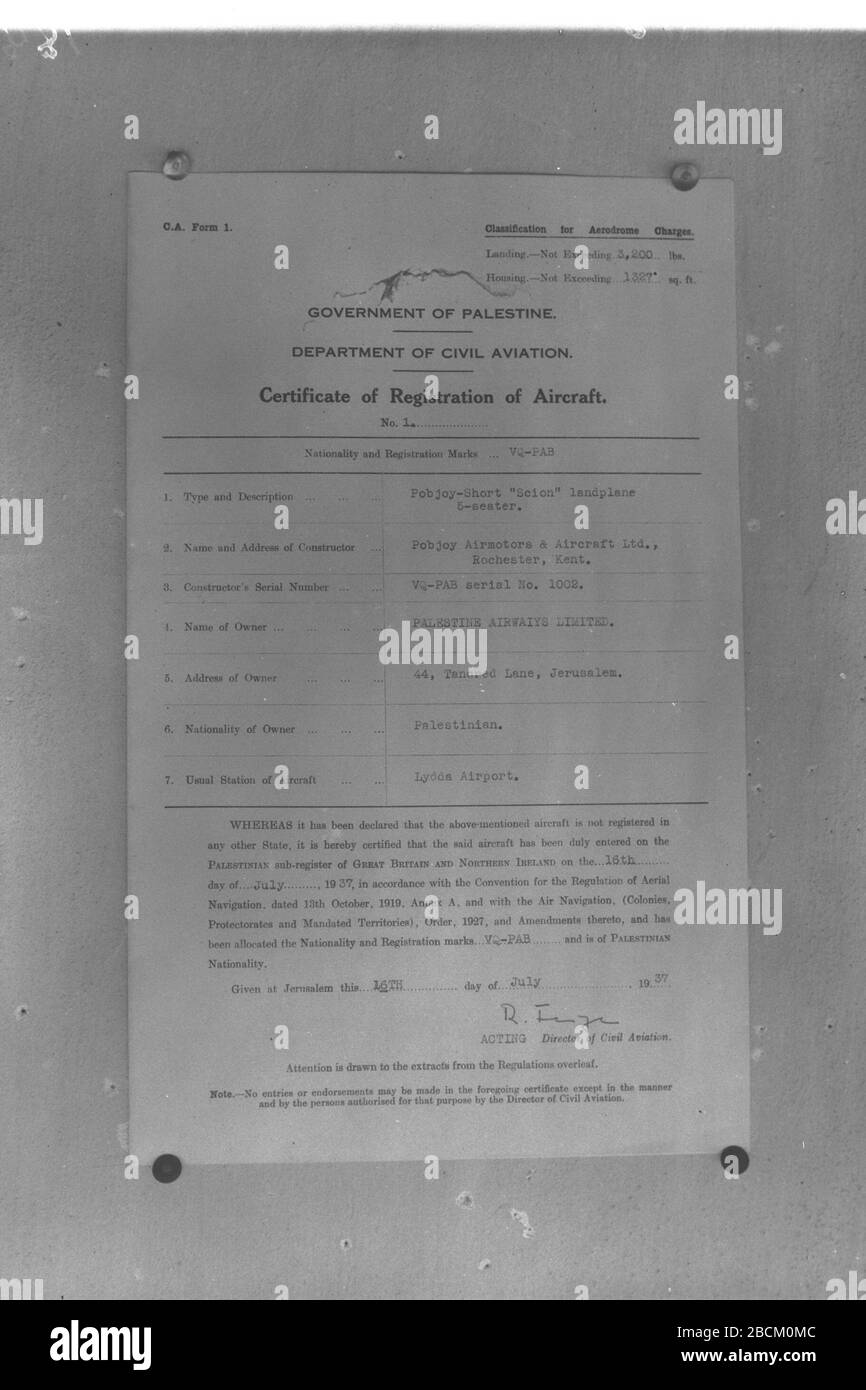 C.A. Form 1.
Classification for Aerodrome Charges.
Landing.—Not Exceeding 3,200 lbs.
Housing.—Not Exceeding 1327 sq. ft.
GOVERNMENT OF PALESTINE.
DEPARTMENT OF CIVIL AVIATION.
Certificate of Registration of Aircraft.
No. 1.
Nationality and Registration Marks ... VQ-PAB
1. Type and Description ... ... ... Pobjoy-Short "Scion" landplane
5-seater.
2. Name and Address of Constructor ... Pobjoy Airmotors & Aircraft Ltd.,
Rochester, Kent.
3. Constructor's Serial Number ... ... VQ-PAB serial No. 1002.
4. Name of Owner ... ... ... ... PALESTINE AIRWAIYS LIMITED.
5. Address of Owner ... ... ... 44, Tancred Lane, Jerusalem.
6. Nationality of Owner ... ... ... Palestinian.
7. Usual Station of Aircraft ... ... Lydda Airport.
WHEREAS it has been declared that the above-mentioned aircraft is not registered in
any other State, it is hereby certified that the said aircraft has been duly entered on the
PALESTINIAN sub-register of GREAT BRITAIN AND NORTHERN IRELAND on the...16th
day of....July........., 1937, in accordance with the Convention for the Regulation of Aerial
Navigation, dated 13th October, 1919, Annex A, and with the Air Navigation, (Colonies,
Protectorates and Mandated Territories), Order, 1927, and Amendments thereto, and has
been allocated the Nationality and Registration marks...VQ-PAB........ and is of PALESTINIAN
Nationality.
Given at Jerusalem this....16TH............... day of...July........................, 1937
ACTING Director of Civil Aviation.
Attention is drawn to the extracts from the Regulations overleaf.
Note.—No entries or endorsements may be made in the foregoing certificate except in the manner
and by the persons authorised for that purpose by the Director of Civil Aviation.
a
alamy
alamy
Image ID: 2BCM0MC
www.alamy.com